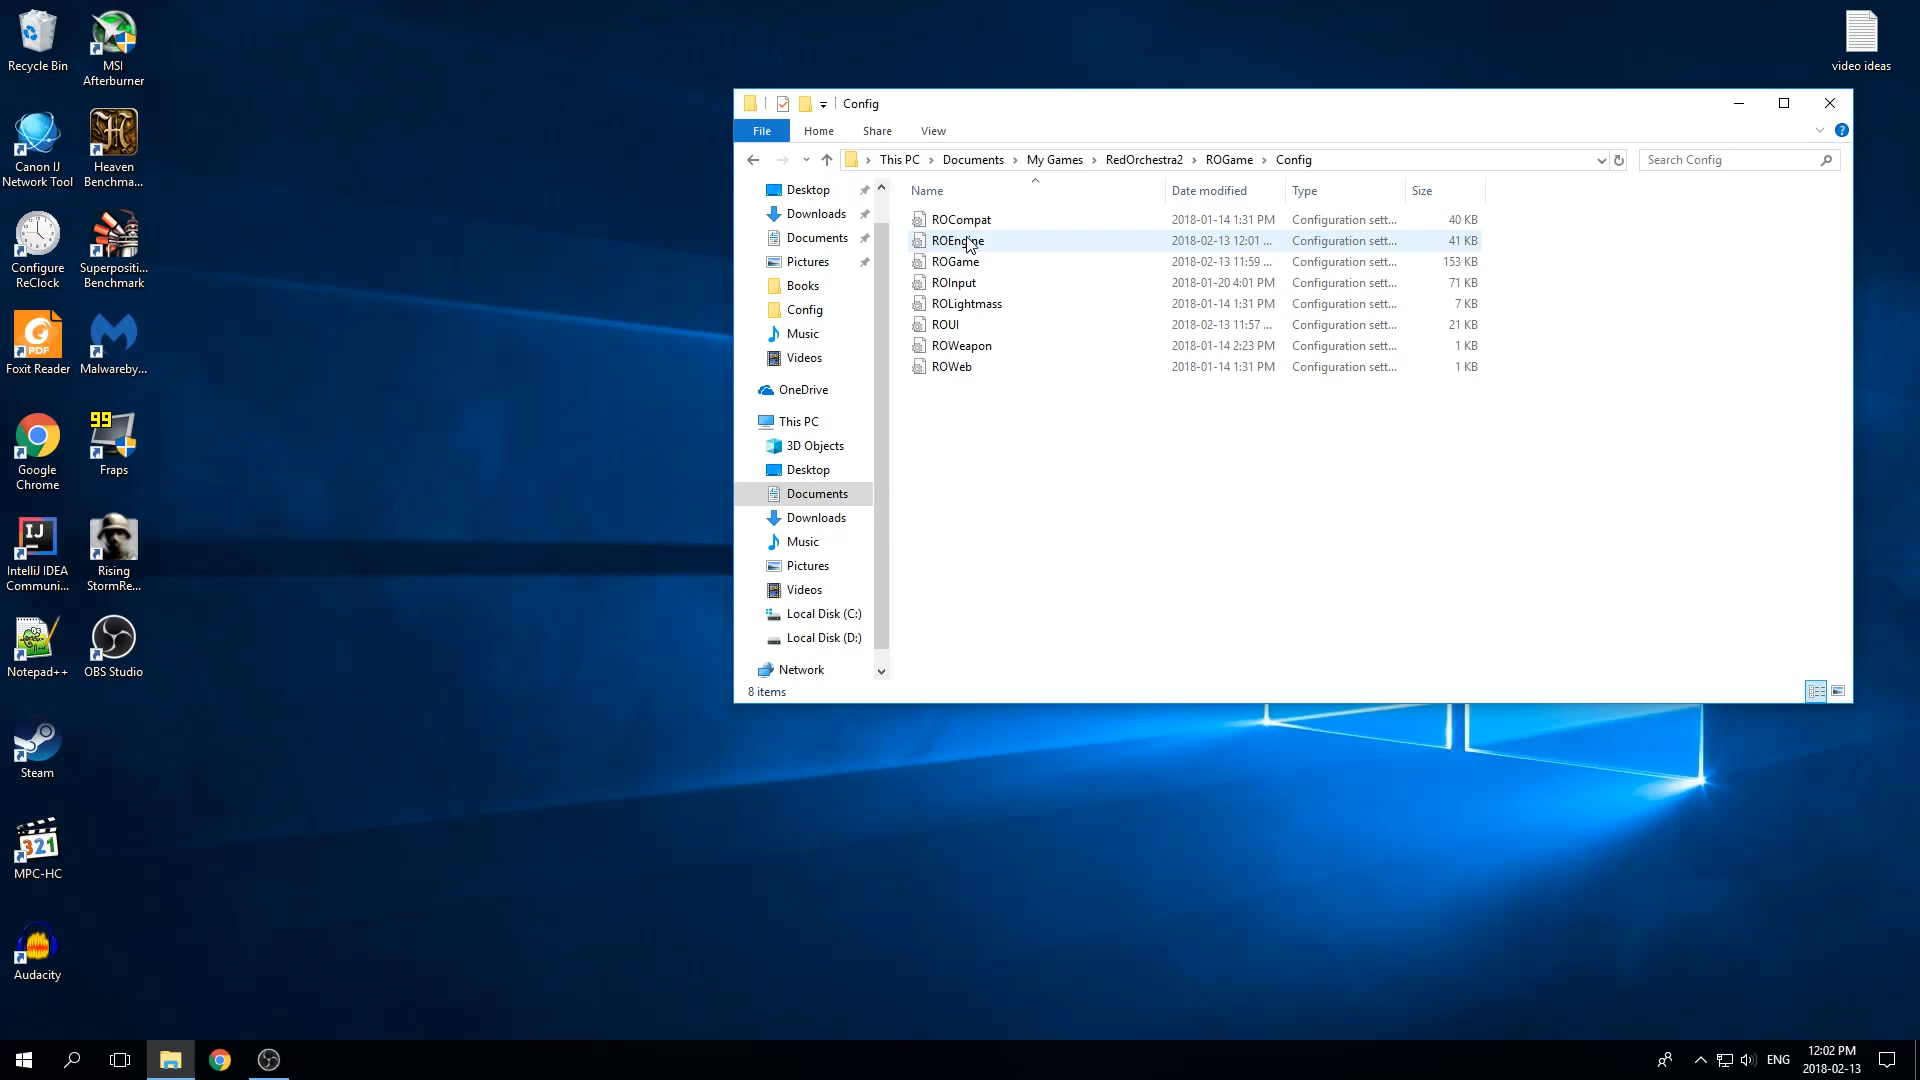 Recycle Bin
MSI
Afterburner
Canon IJ
Network Tool
Heaven
Benchma...
Configure
ReClock
Superpositi...
Benchmark
PDF
Foxit Reader
Malwareby...
99
Google
Chrome
Fraps
IJ
IntelliJ IDEA
Communi...
Rising
StormRe...
Notepad++
OBS Studio
Steam
321
MPC-HC
Audacity
video ideas
Config
File
Home
Share
View
This PC
Documents
My Games
RedOrchestra2
ROGame
Config
Search Config
Desktop
Downloads
Documents
Pictures
Books
Config
Music
Videos
OneDrive
This PC
3D Objects
Desktop
Documents
Downloads
Music
Pictures
Videos
Local Disk (C:)
Local Disk (D:)
Network
Name Date modified Type Size
ROCompat 2018-01-14 1:31 PM Configuration sett... 40 KB
ROEngine 2018-02-13 12:01 ... Configuration sett... 41 KB
ROGame 2018-02-13 11:59 ... Configuration sett... 153 KB
ROInput 2018-01-20 4:01 PM Configuration sett... 71 KB
ROLightmass 2018-01-14 1:31 PM Configuration sett... 7 KB
ROUI 2018-02-13 11:57 ... Configuration sett... 21 KB
ROWeapon 2018-01-14 2:23 PM Configuration sett... 1 KB
ROWeb 2018-01-14 1:31 PM Configuration sett... 1 KB
8 items
ENG
12:02 PM
2018-02-13